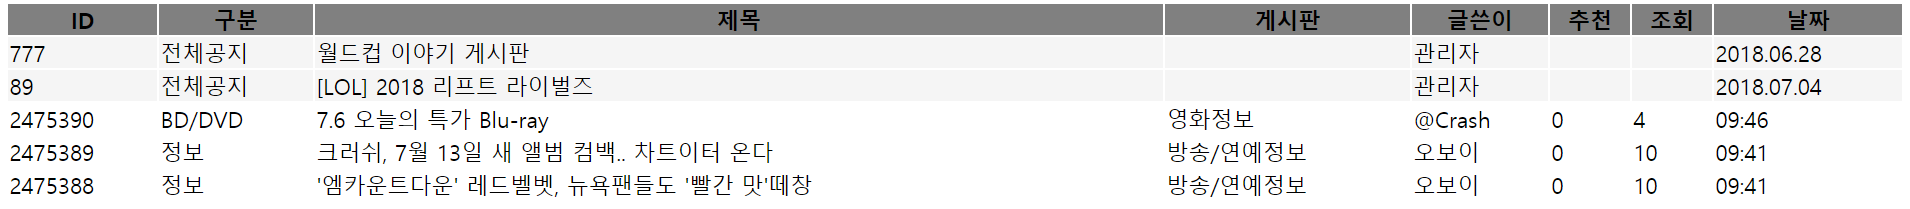 ID 구분 제목 게시판 글쓴이 추천 조회 날짜
777 전체공지 월드컵 이야기 게시판 관리자 2018.06.28
89 전체공지 [LOL] 2018 리프트 라이벌즈 관리자 2018.07.04
2475390 BD/DVD 7.6 오늘의 특가 Blu-ray 영화정보 @Crash 0 4 09:46
2475389 정보 크러쉬, 7월 13일 새 앨범 컴백.. 차트이터 온다 방송/연예정보 오보이 0 10 09:41
2475388 정보 '엠카운트다운' 레드벨벳, 뉴욕팬들도 '빨간 맛'떼창 방송/연예정보 오보이 0 10 09:41